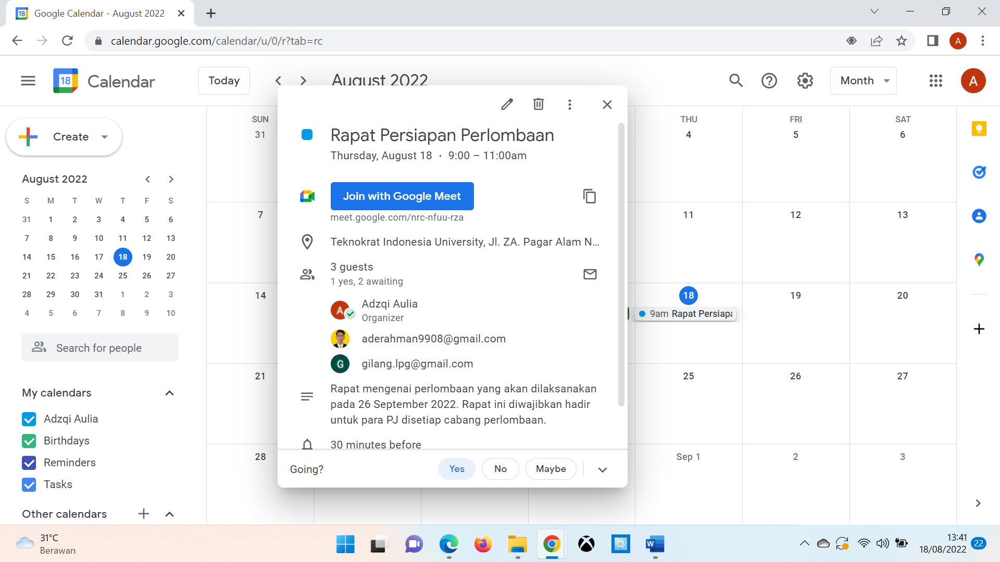 Google Calendar - August 2022
calendar.google.com/calendar/u/0/r?tab=rc
A
18
Calendar
Today
August 2022
Month
A
Create
August 2022
S M T W T F S
31 1 2 3 4 5 6
7 8 9 10 11 12 13
14 15 16 17 18 19 20
21 22 23 24 25 26 27
28 29 30 31 1 2 3
4 5 6 7 8 9 10
Search for people
My calendars
Adzqi Aulia
Birthdays
Reminders
Tasks
Other calendars
SUN THU FRI SAT
31 4 5 6
7 11 12 13
14 18 19 20
9am Rapat Persiapa
21 25 26 27
28 Sep 1 2 3
Rapat Persiapan Perlombaan
Thursday, August 18 · 9:00 – 11:00am
Join with Google Meet
meet.google.com/nrc-nfuu-rza
Teknokrat Indonesia University, Jl. ZA. Pagar Alam N...
3 guests
1 yes, 2 awaiting
A
Adzqi Aulia
Organizer
aderahman9908@gmail.com
G
gilang.lpg@gmail.com
Rapat mengenai perlombaan yang akan dilaksanakan
pada 26 September 2022. Rapat ini diwajibkan hadir
untuk para PJ disetiap cabang perlombaan.
30 minutes before
Going?
Yes
No
Maybe
31°C
Berawan
W
13:41
18/08/2022
22